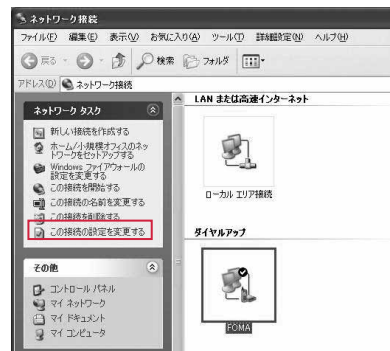 ネットワーク接続
ファイル(F) 編集(E) 表示(V) お気に入り(A) ツール(T) 詳細設定(N) ヘルプ(H)
戻る 検索 フォルダ
アドレス(D) ネットワーク接続
ネットワーク タスク
新しい接続を作成する
ホーム/小規模オフィスのネットワークをセットアップする
Windows ファイアウォールの設定を変更する
この接続を開始する
この接続の名前を変更する
この接続を削除する
この接続の設定を変更する
その他
コントロール パネル
マイ ネットワーク
マイ ドキュメント
マイ コンピュータ
LAN または高速インターネット
ローカル エリア接続
ダイヤルアップ
FOMA